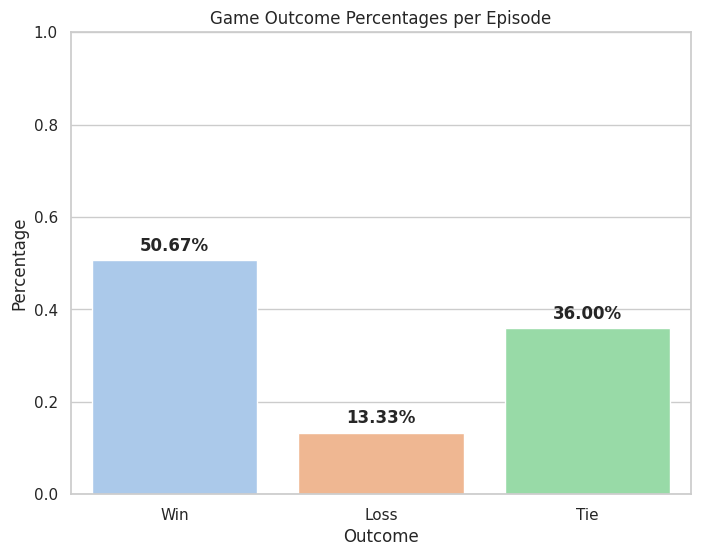 Game Outcome Percentages per Episode
1.0
0.8
0.6
0.4
0.2
0.0
Percentage
50.67%
13.33%
36.00%
Win
Loss
Tie
Outcome